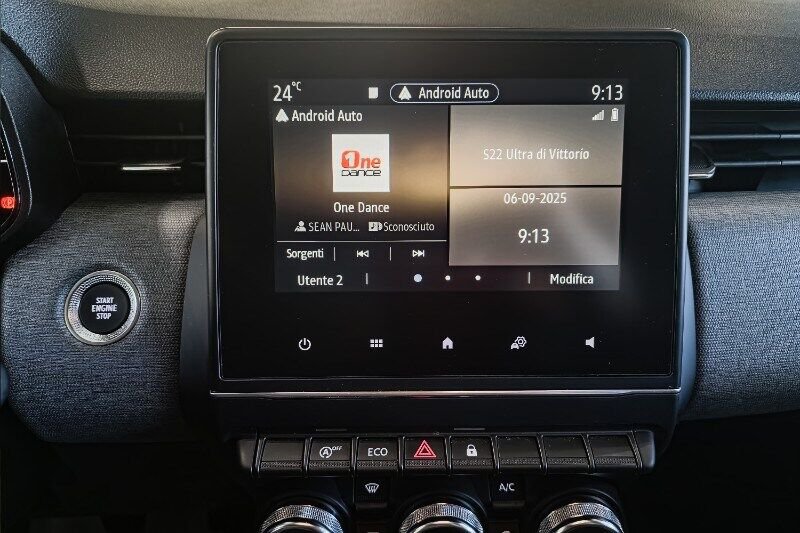 24°C
Android Auto
9:13
Android Auto
One
DANCE
One Dance
SEAN PAU...
Sconosciuto
Sorgenti
S22 Ultra di Vittorio
06-09-2025
9:13
Utente 2
Modifica
START
ENGINE
STOP
OFF
ECO
A/C